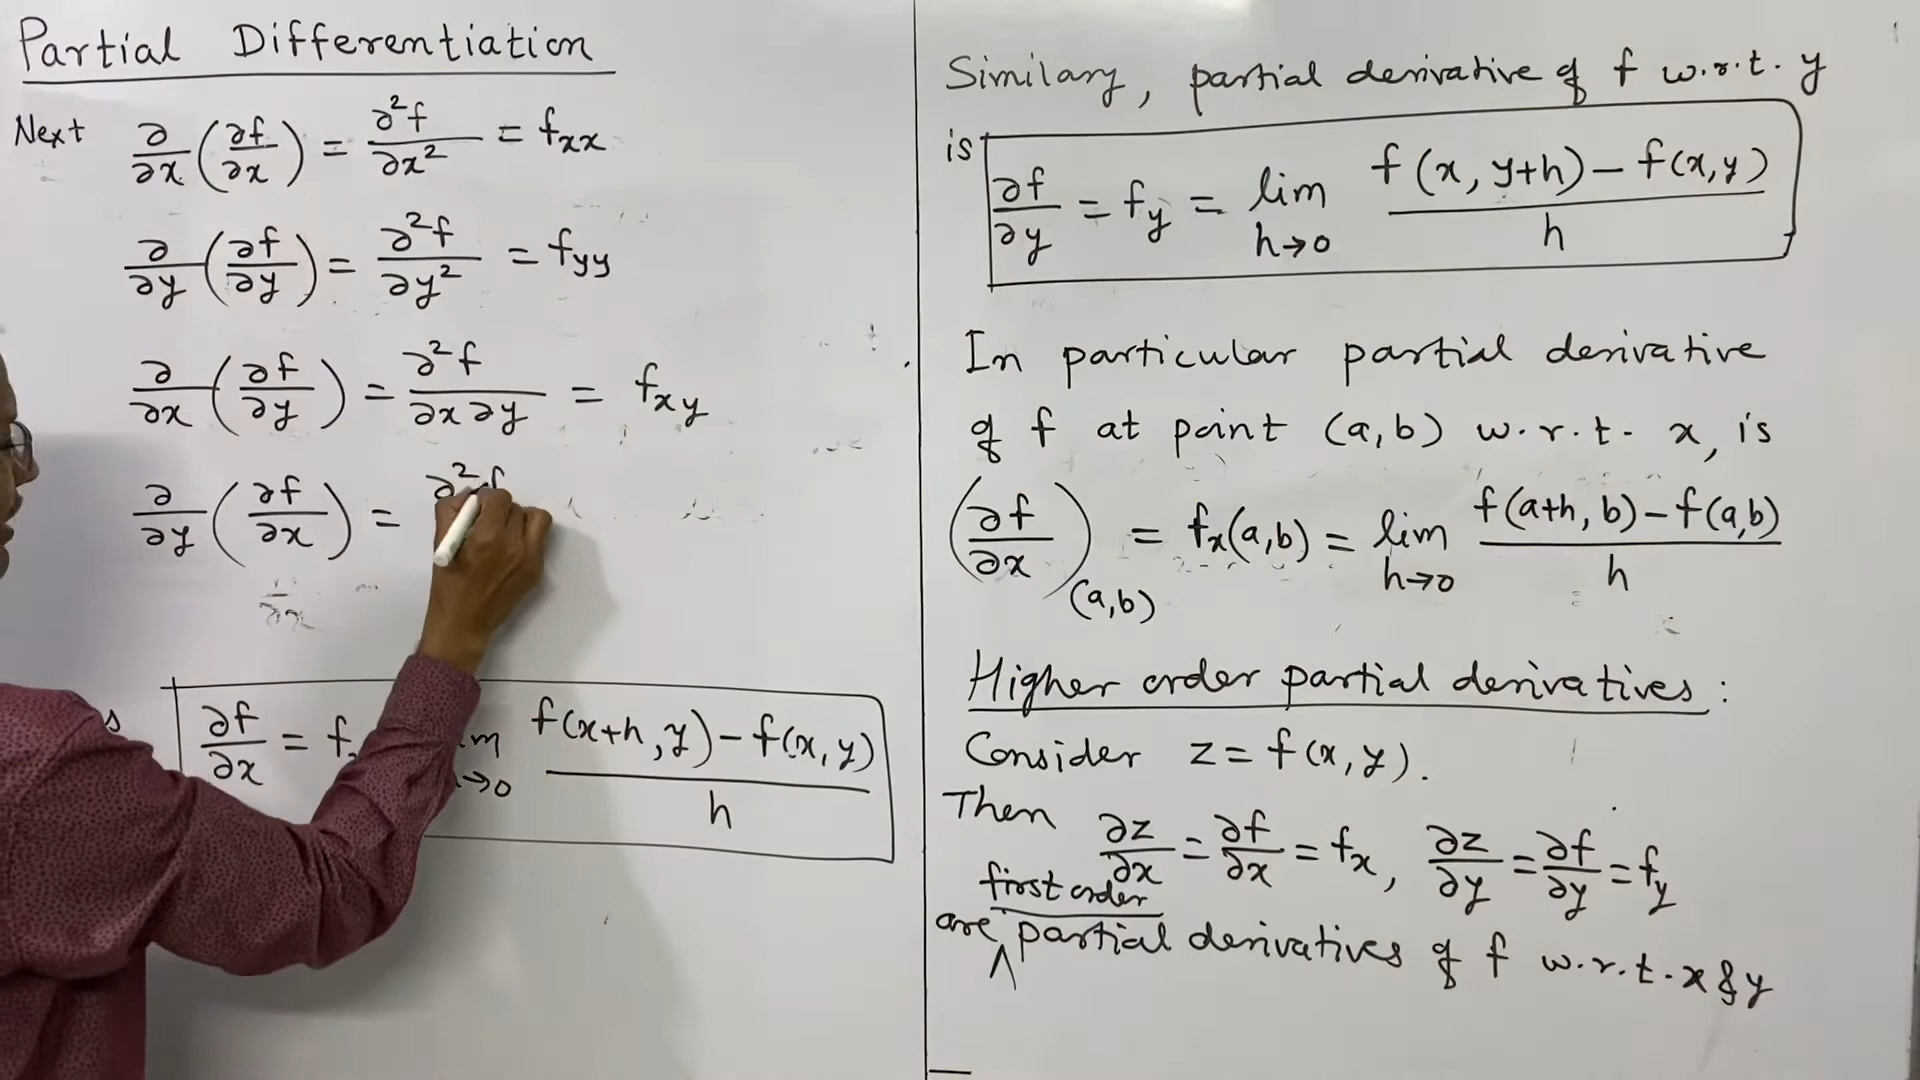 Partial Differentiation
Next ∂/∂x (∂f/∂x) = ∂²f/∂x² = fxx
∂/∂y (∂f/∂y) = ∂²f/∂y² = fyy
∂/∂x (∂f/∂y) = ∂²f/∂x∂y = fxy
∂/∂y (∂f/∂x) = ∂²f
∂f/∂x = f h→0 f(x+h, y) - f(x, y) / h
Similary, partial derivative of f w.r.t. y
is ∂f/∂y = fy = lim h→0 f(x, y+h) - f(x,y) / h
In particular partial derivative
of f at point (a,b) w.r.t. x, is
(∂f/∂x)(a,b) = fx(a,b) = lim h→0 f(a+h, b) - f(a,b) / h
Higher order partial derivatives :
Consider z = f(x, y).
Then ∂z/∂x = ∂f/∂x = fx, ∂z/∂y = ∂f/∂y = fy
first order
are ∧ partial derivatives of f w.r.t. x & y